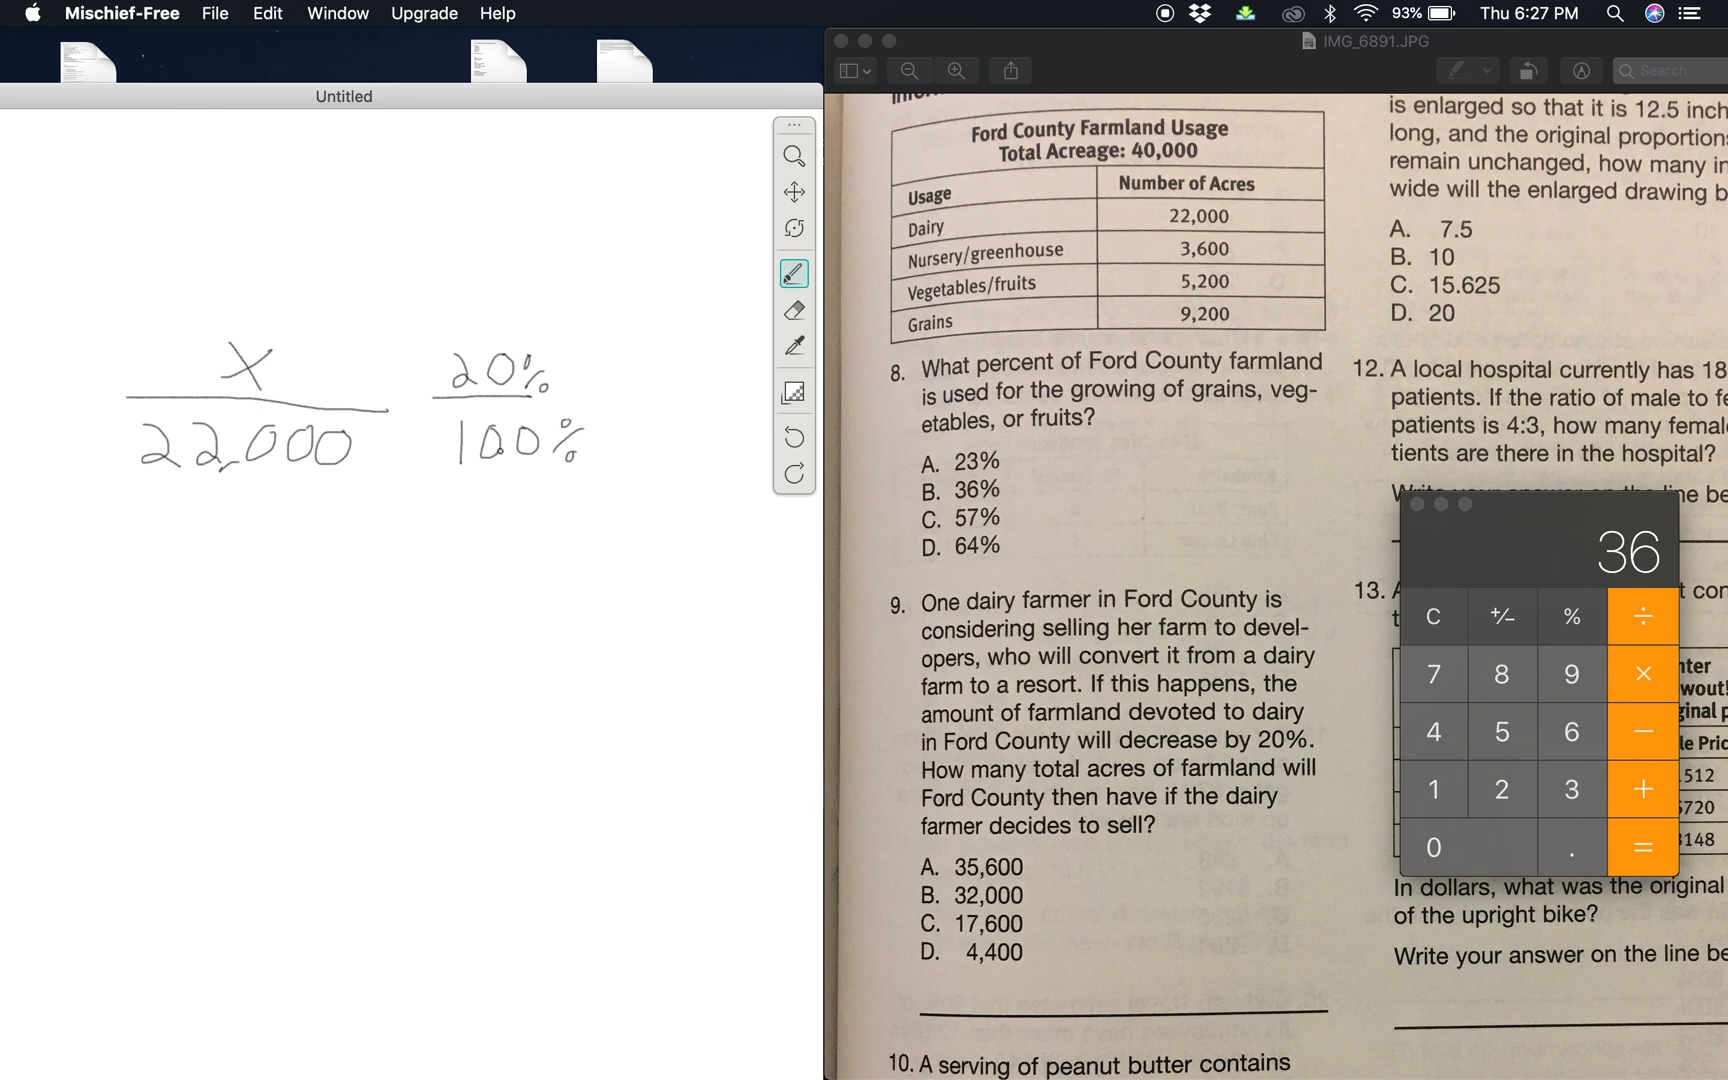 Mischief-Free File Edit Window Upgrade Help
93% Thu 6:27 PM
Untitled
X 20%
22,000 100%
IMG_6891.JPG
Search
Ford County Farmland Usage
Total Acreage: 40,000
Usage Number of Acres
Dairy 22,000
Nursery/greenhouse 3,600
Vegetables/fruits 5,200
Grains 9,200
8. What percent of Ford County farmland
is used for the growing of grains, veg-
etables, or fruits?
A. 23%
B. 36%
C. 57%
D. 64%
9. One dairy farmer in Ford County is
considering selling her farm to devel-
opers, who will convert it from a dairy
farm to a resort. If this happens, the
amount of farmland devoted to dairy
in Ford County will decrease by 20%.
How many total acres of farmland will
Ford County then have if the dairy
farmer decides to sell?
A. 35,600
B. 32,000
C. 17,600
D. 4,400
10. A serving of peanut butter contains
is enlarged so that it is 12.5 inch
long, and the original proportion
remain unchanged, how many in
wide will the enlarged drawing b
A. 7.5
B. 10
C. 15.625
D. 20
12. A local hospital currently has 18
patients. If the ratio of male to fe
patients is 4:3, how many femal
tients are there in the hospital?
ne be
13. A t con
t
nter
wout!
ginal p
le Pric
512
720
148
In dollars, what was the original
of the upright bike?
Write your answer on the line be
36
C +/- % ÷
7 8 9 ×
4 5 6 −
1 2 3 +
0 . =